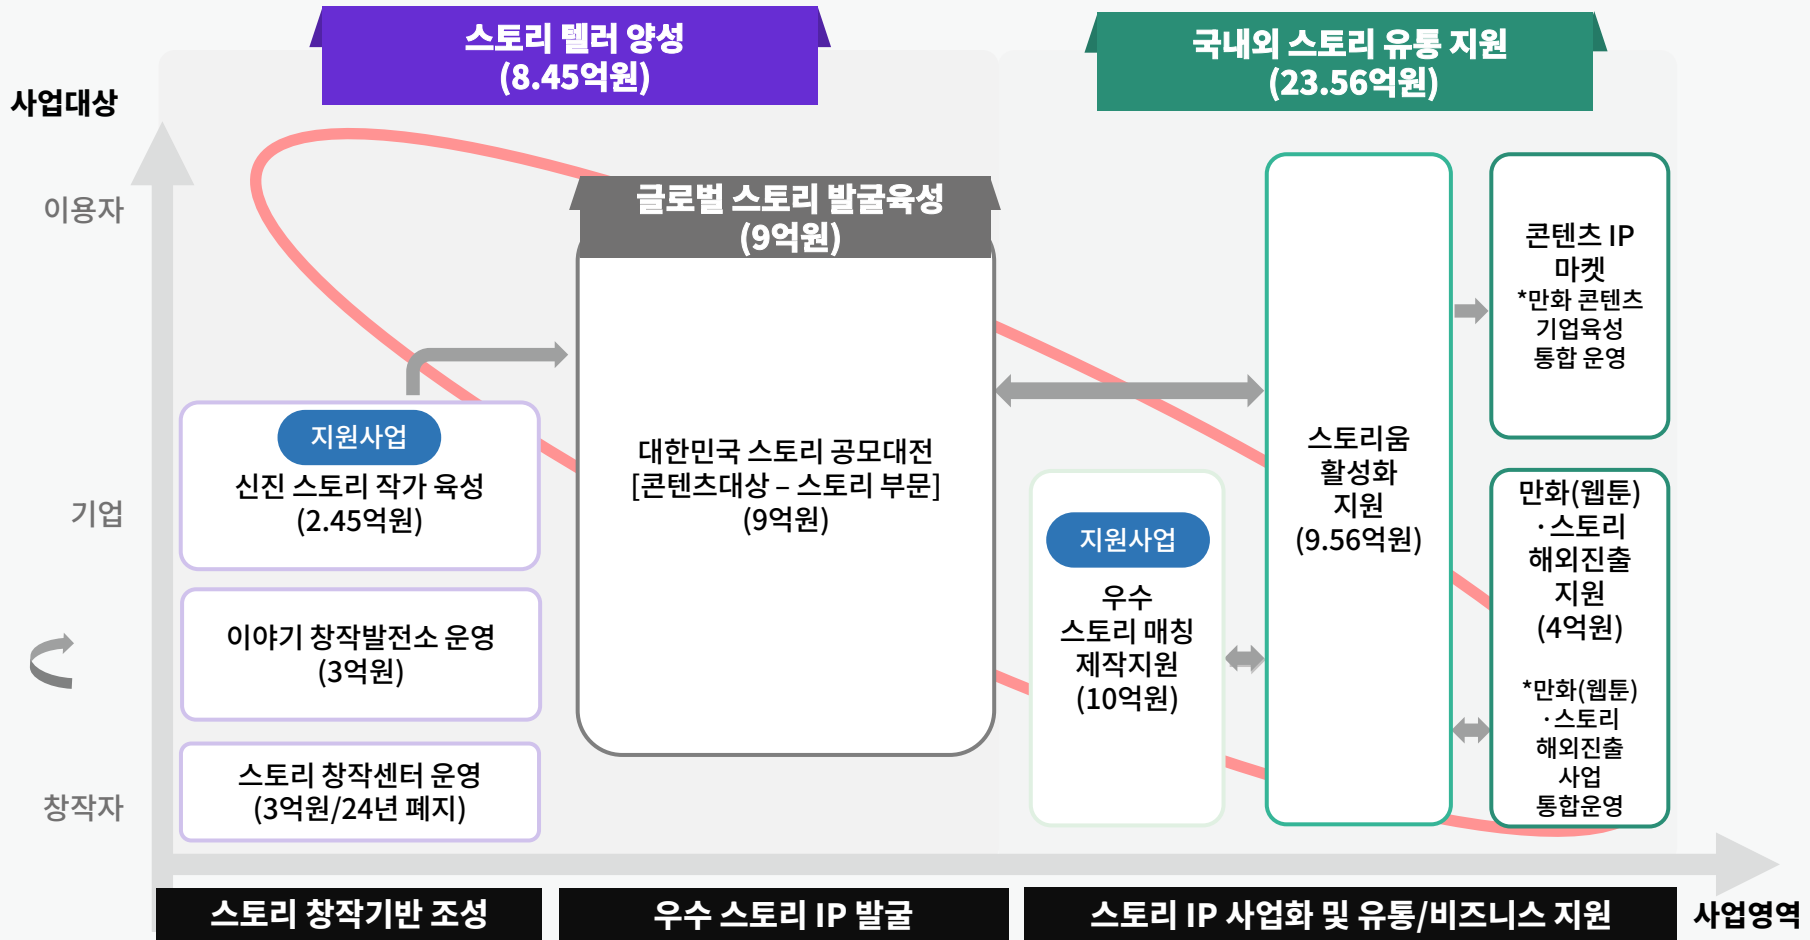 스토리 텔러 양성
(8.45억원)
국내외 스토리 유통 지원
(23.56억원)
사업대상
이용자
기업
창작자
글로벌 스토리 발굴육성
(9억원)
지원사업
신진 스토리 작가 육성
(2.45억원)
이야기 창작발전소 운영
(3억원)
스토리 창작센터 운영
(3억원/24년 폐지)
대한민국 스토리 공모대전
[콘텐츠대상 – 스토리 부문]
(9억원)
지원사업
우수
스토리 매칭
제작지원
(10억원)
스토리움
활성화
지원
(9.56억원)
콘텐츠 IP
마켓
*만화 콘텐츠
기업육성
통합 운영
만화(웹툰)
·스토리
해외진출
지원
(4억원)
*만화(웹툰)
·스토리
해외진출
사업
통합운영
스토리 창작기반 조성
우수 스토리 IP 발굴
스토리 IP 사업화 및 유통/비즈니스 지원
사업영역